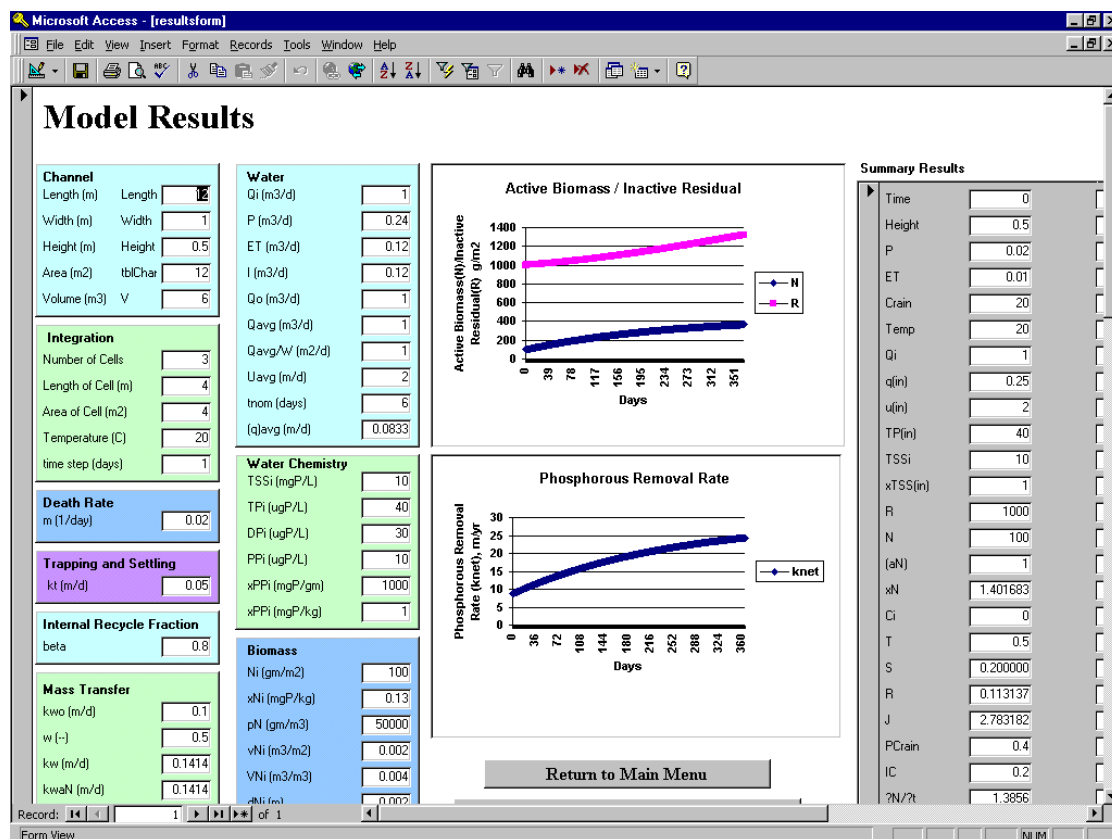 Microsoft Access - [resultsform]
File Edit View Insert Format Records Tools Window Help
Model Results
Channel
Length (m) Length 12
Width (m) Width 1
Height (m) Height 0.5
Area (m2) tblChar 12
Volume (m3) V 6
Integration
Number of Cells 3
Length of Cell (m) 4
Area of Cell (m2) 4
Temperature (C) 20
time step (days) 1
Death Rate
m (1/day) 0.02
Trapping and Settling
kt (m/d) 0.05
Internal Recycle Fraction
beta 0.8
Mass Transfer
kwo (m/d) 0.1
w (--) 0.5
kw (m/d) 0.1414
kwaN (m/d) 0.1414
Water
Qi (m3/d) 1
P (m3/d) 0.24
ET (m3/d) 0.12
I (m3/d) 0.12
Qo (m3/d) 1
Qavg (m3/d) 1
Qavg/W (m2/d) 1
Uavg (m/d) 2
tnom (days) 6
(q)avg (m/d) 0.0833
Water Chemistry
TSSi (mgP/L) 10
TPi (ugP/L) 40
DPi (ugP/L) 30
PPi (ugP/L) 10
xPPi (mgP/gm) 1000
xPPi (mgP/kg) 1
Biomass
Ni (gm/m2) 100
xNi (mgP/kg) 0.13
pN (gm/m3) 50000
vNi (m3/m2) 0.002
VNi (m3/m3) 0.004
dNi (m) 0.002
Active Biomass / Inactive Residual
Active Biomass(N)/Inactive Residual(R) g/m2
1400
1200
1000
800
600
400
200
0
0 39 78 117 156 195 234 273 312 351
Days
N
R
Phosphorous Removal Rate
Phosphorous Removal Rate (knet), m/yr
30
25
20
15
10
5
0
0 36 72 108 144 180 216 252 288 324 360
Days
knet
Return to Main Menu
Summary Results
Time 0
Height 0.5
P 0.02
ET 0.01
Crain 20
Temp 20
Qi 1
q(in) 0.25
u(in) 2
TP(in) 40
TSSi 10
xTSS(in) 1
R 1000
N 100
(aN) 1
xN 1.401683
Ci 0
T 0.5
S 0.200000
R 0.113137
J 2.783182
PCrain 0.4
IC 0.2
?N/?t 1.3856
Record: 1 of 1
Form View NUM